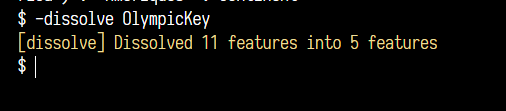 $ -dissolve OlympicKey
[dissolve] Dissolved 11 features into 5 features
$